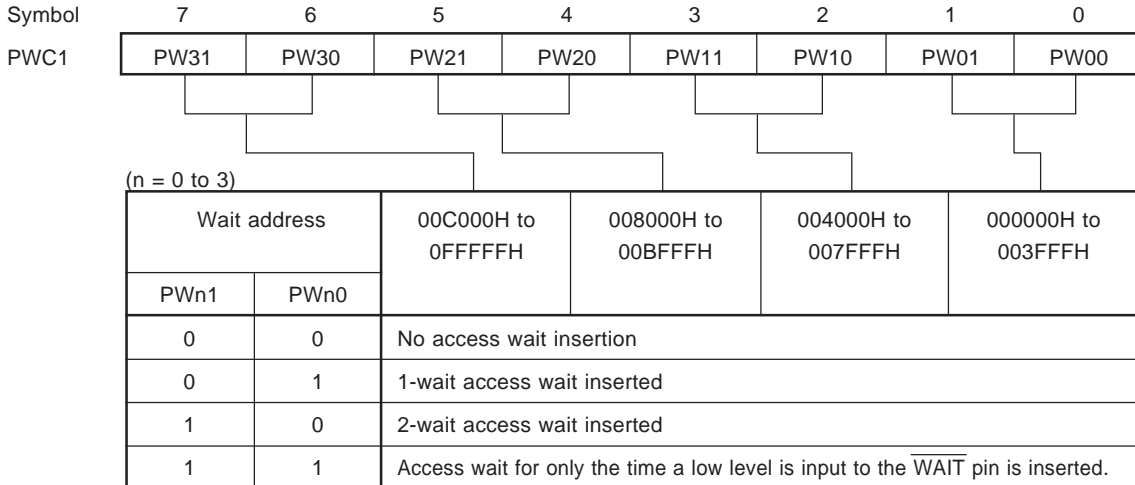 Symbol 7 6 5 4 3 2 1 0
PWC1 PW31 PW30 PW21 PW20 PW11 PW10 PW01 PW00
(n = 0 to 3)
Wait address 00C000H to 008000H to 004000H to 000000H to
0FFFFFH 00BFFFH 007FFFH 003FFFH
PWn1 PWn0
0 0 No access wait insertion
0 1 1-wait access wait inserted
1 0 2-wait access wait inserted
1 1 Access wait for only the time a low level is input to the WAIT pin is inserted.